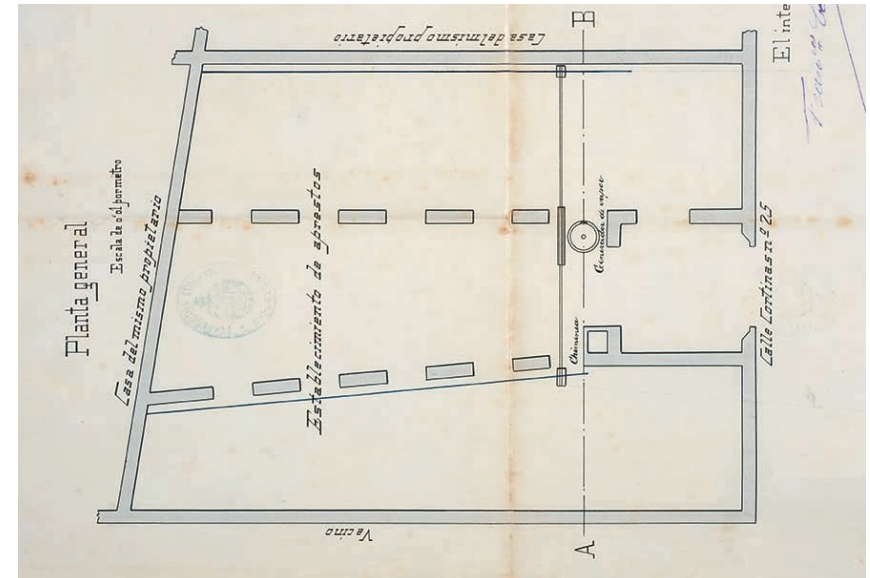 Planta general
Escala de 0'01 por metro
Casa del mismo propietario
Casa del mismo propietario
Establecimiento de aprestos
Generador de vapor
Chimenea
Calle Cortinas nº 25
Vecino
A
B
El inte